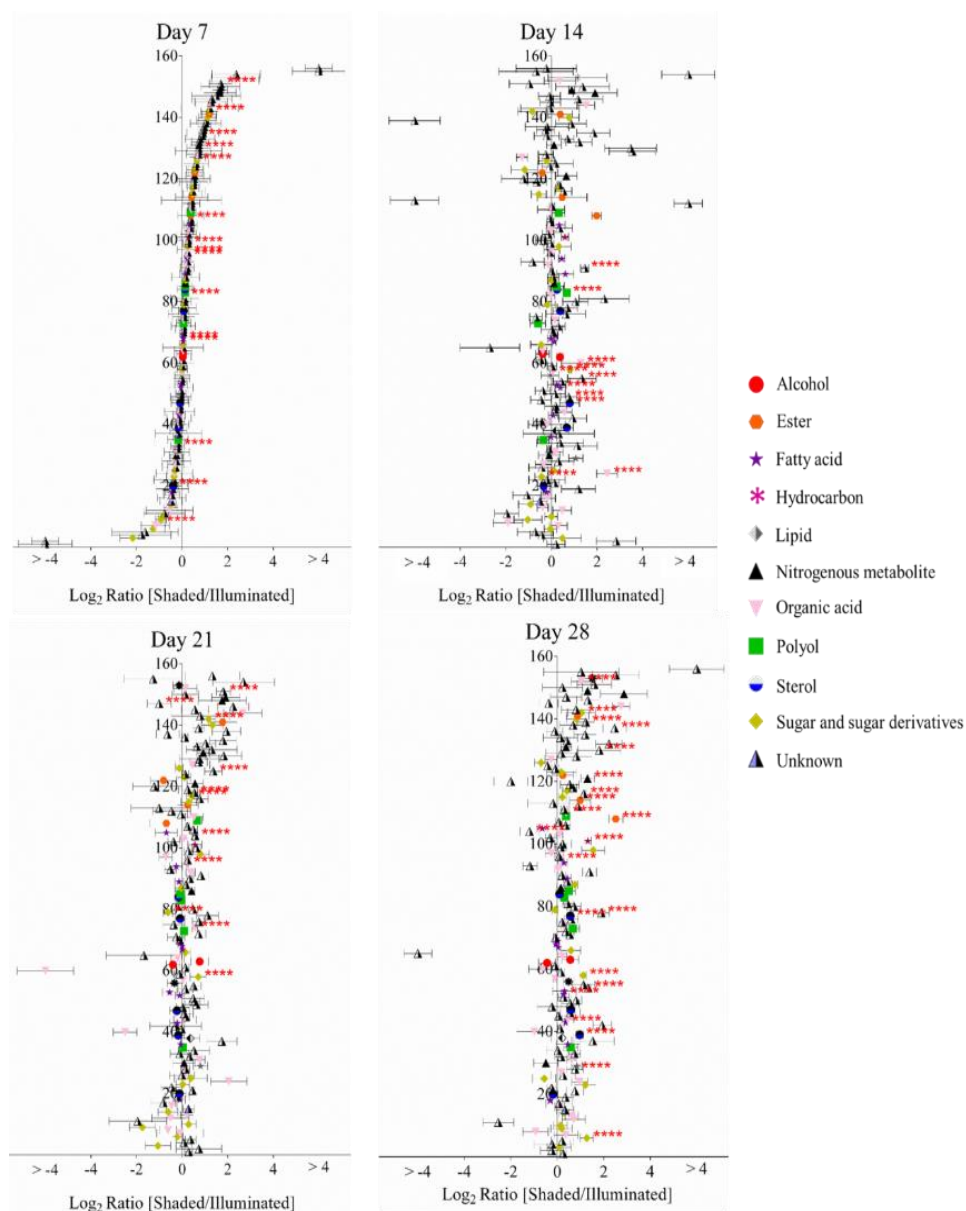 Day 7
160
140
120
100
80
60
40
20
> -4 -4 -2 0 2 4 > 4
Log2 Ratio [Shaded/Illuminated]
Day 14
160
140
120
100
80
60
40
20
> -4 -4 -2 0 2 4 > 4
Log2 Ratio [Shaded/Illuminated]
Day 21
160
140
120
100
80
60
40
20
> -4 -4 -2 0 2 4 > 4
Log2 Ratio [Shaded/Illuminated]
Day 28
160
140
120
100
80
60
40
20
> -4 -2 0 2 4 > 4
Log2 Ratio [Shaded/Illuminated]
Alcohol
Ester
Fatty acid
Hydrocarbon
Lipid
Nitrogenous metabolite
Organic acid
Polyol
Sterol
Sugar and sugar derivatives
Unknown